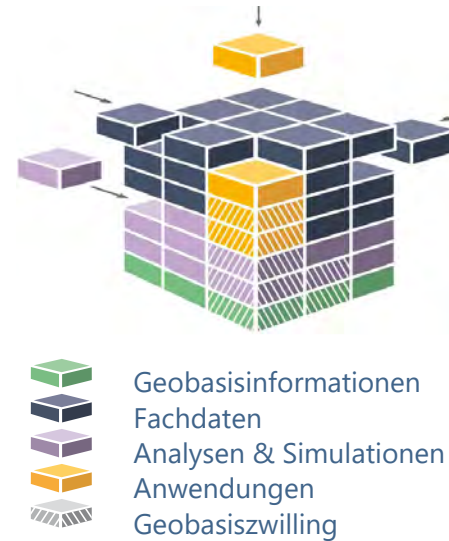 Geobasisinformationen
Fachdaten
Analysen & Simulationen
Anwendungen
Geobasiszwilling